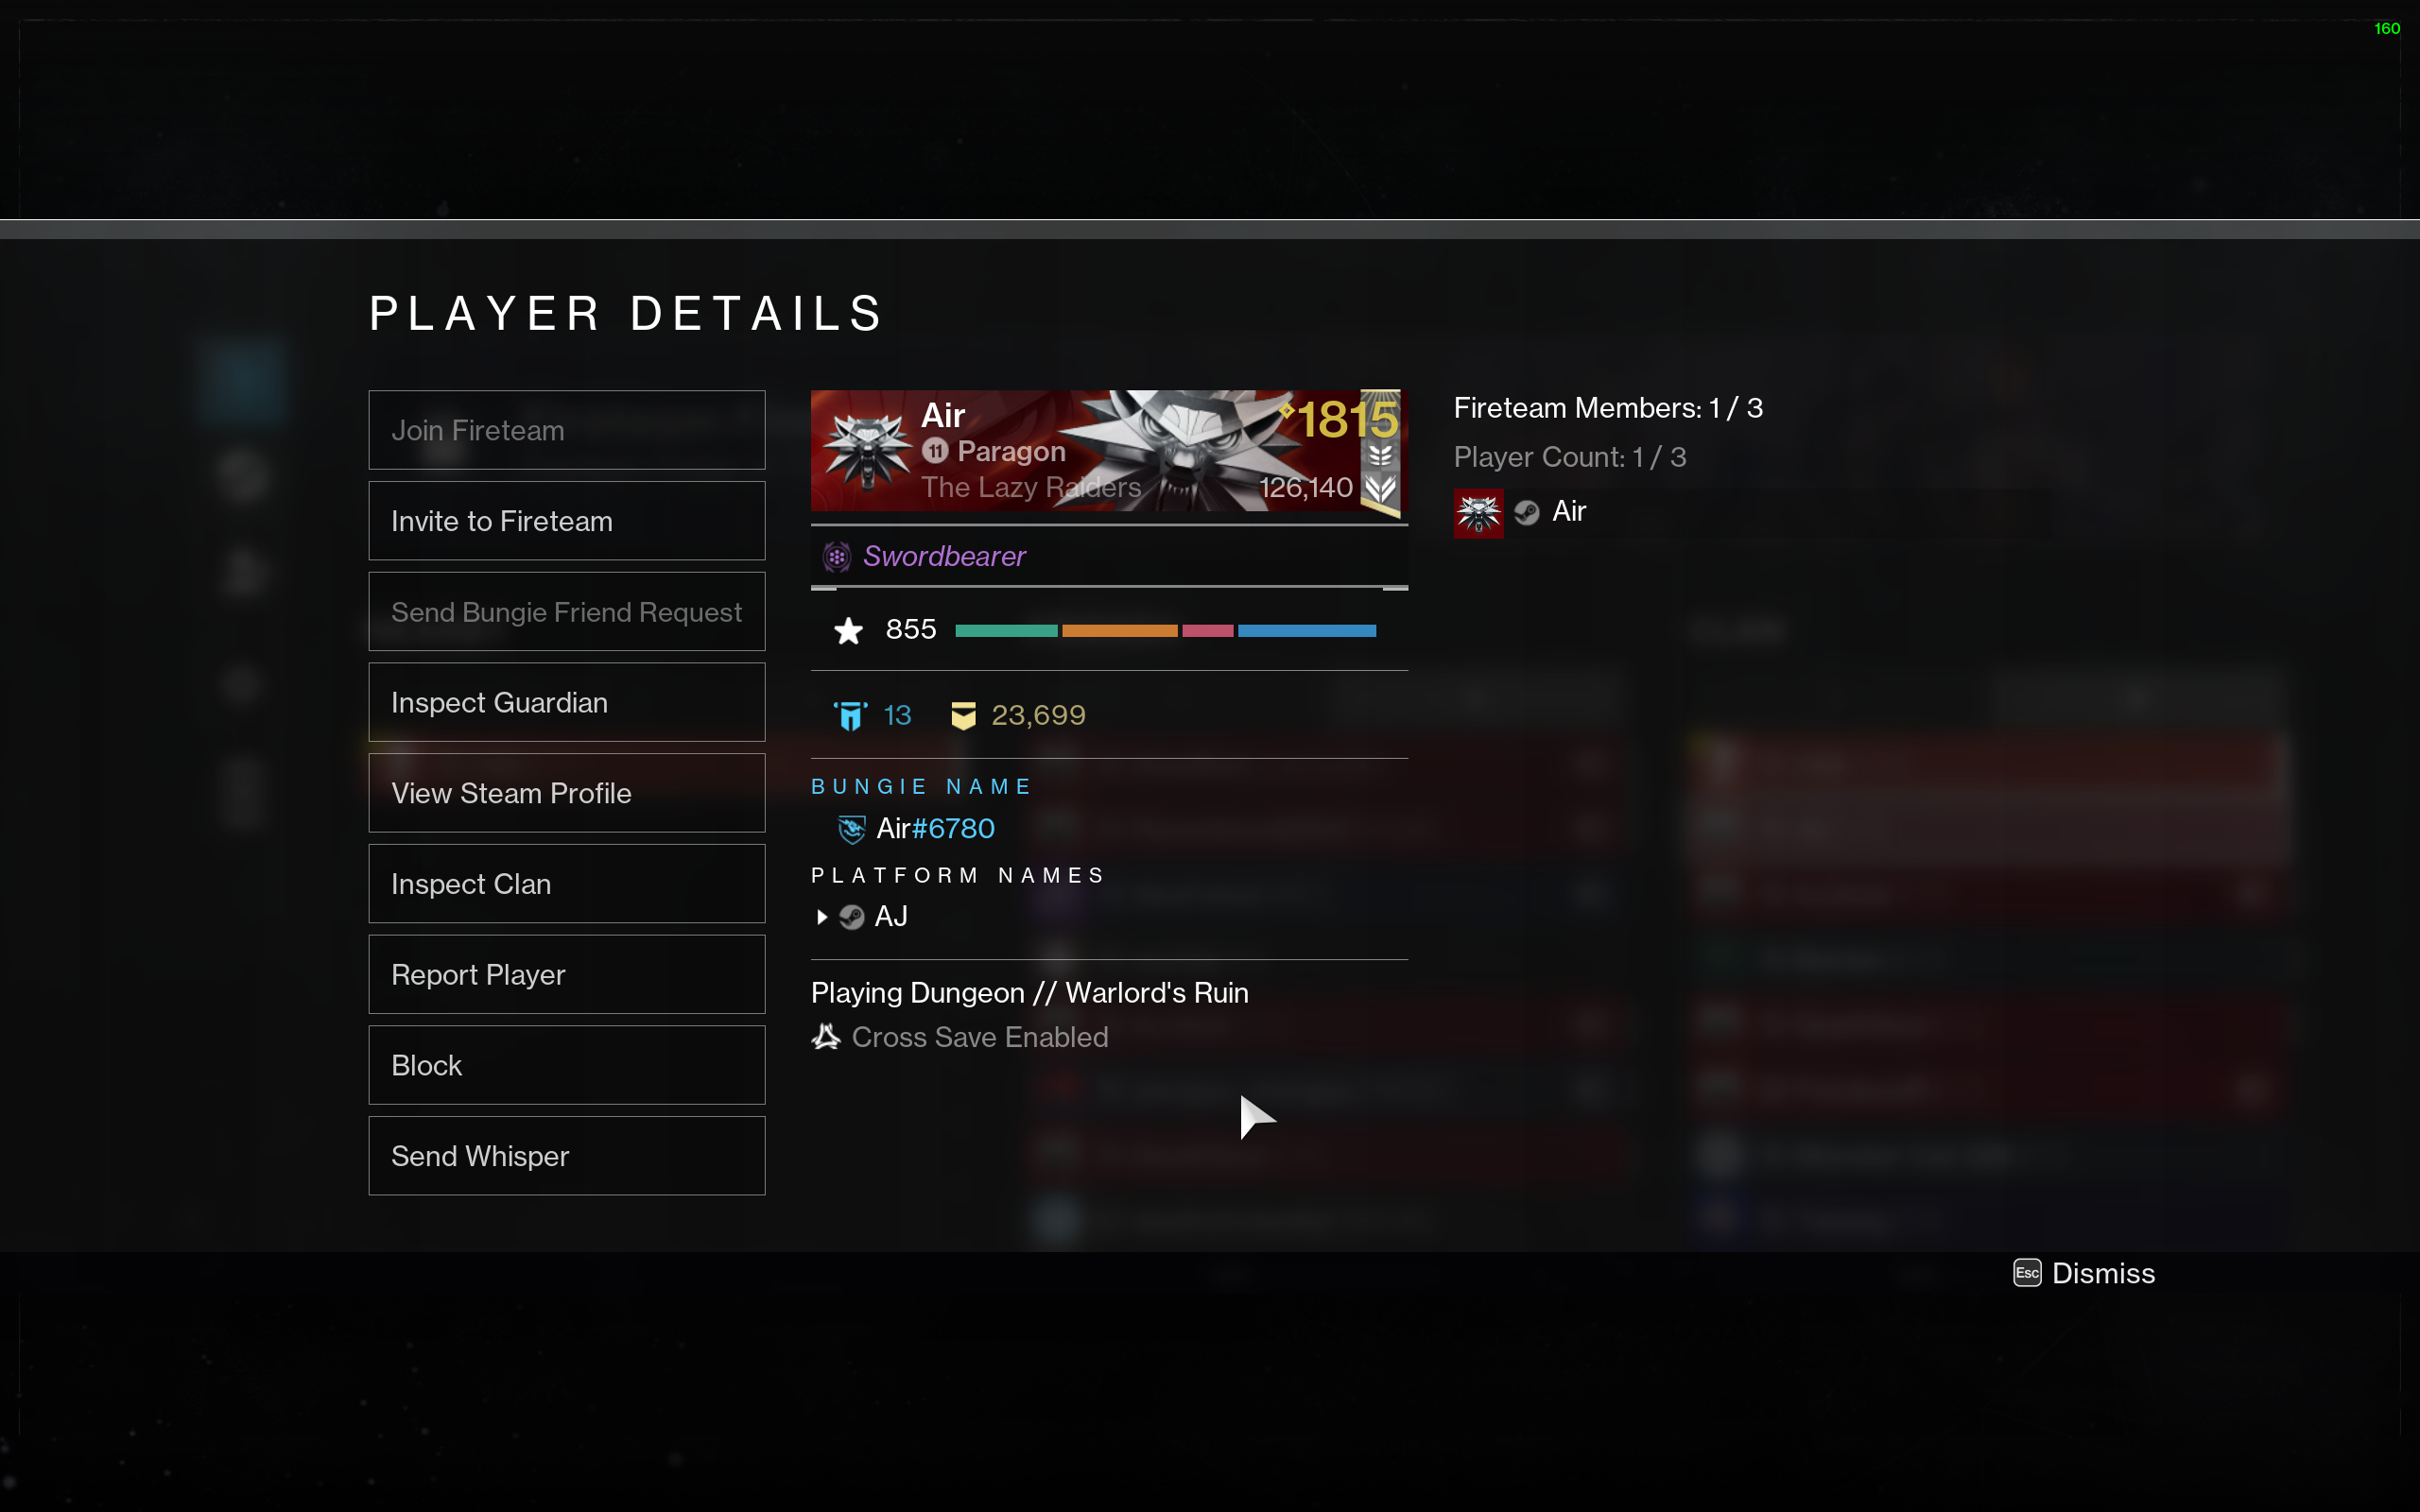 160
PLAYER DETAILS
Join Fireteam
Invite to Fireteam
Send Bungie Friend Request
Inspect Guardian
View Steam Profile
Inspect Clan
Report Player
Block
Send Whisper
Air
1815
11 Paragon
The Lazy Raiders
126,140
Swordbearer
855
13 23,699
BUNGIE NAME
Air#6780
PLATFORM NAMES
AJ
Playing Dungeon // Warlord's Ruin
Cross Save Enabled
Fireteam Members: 1 / 3
Player Count: 1 / 3
Air
Esc Dismiss